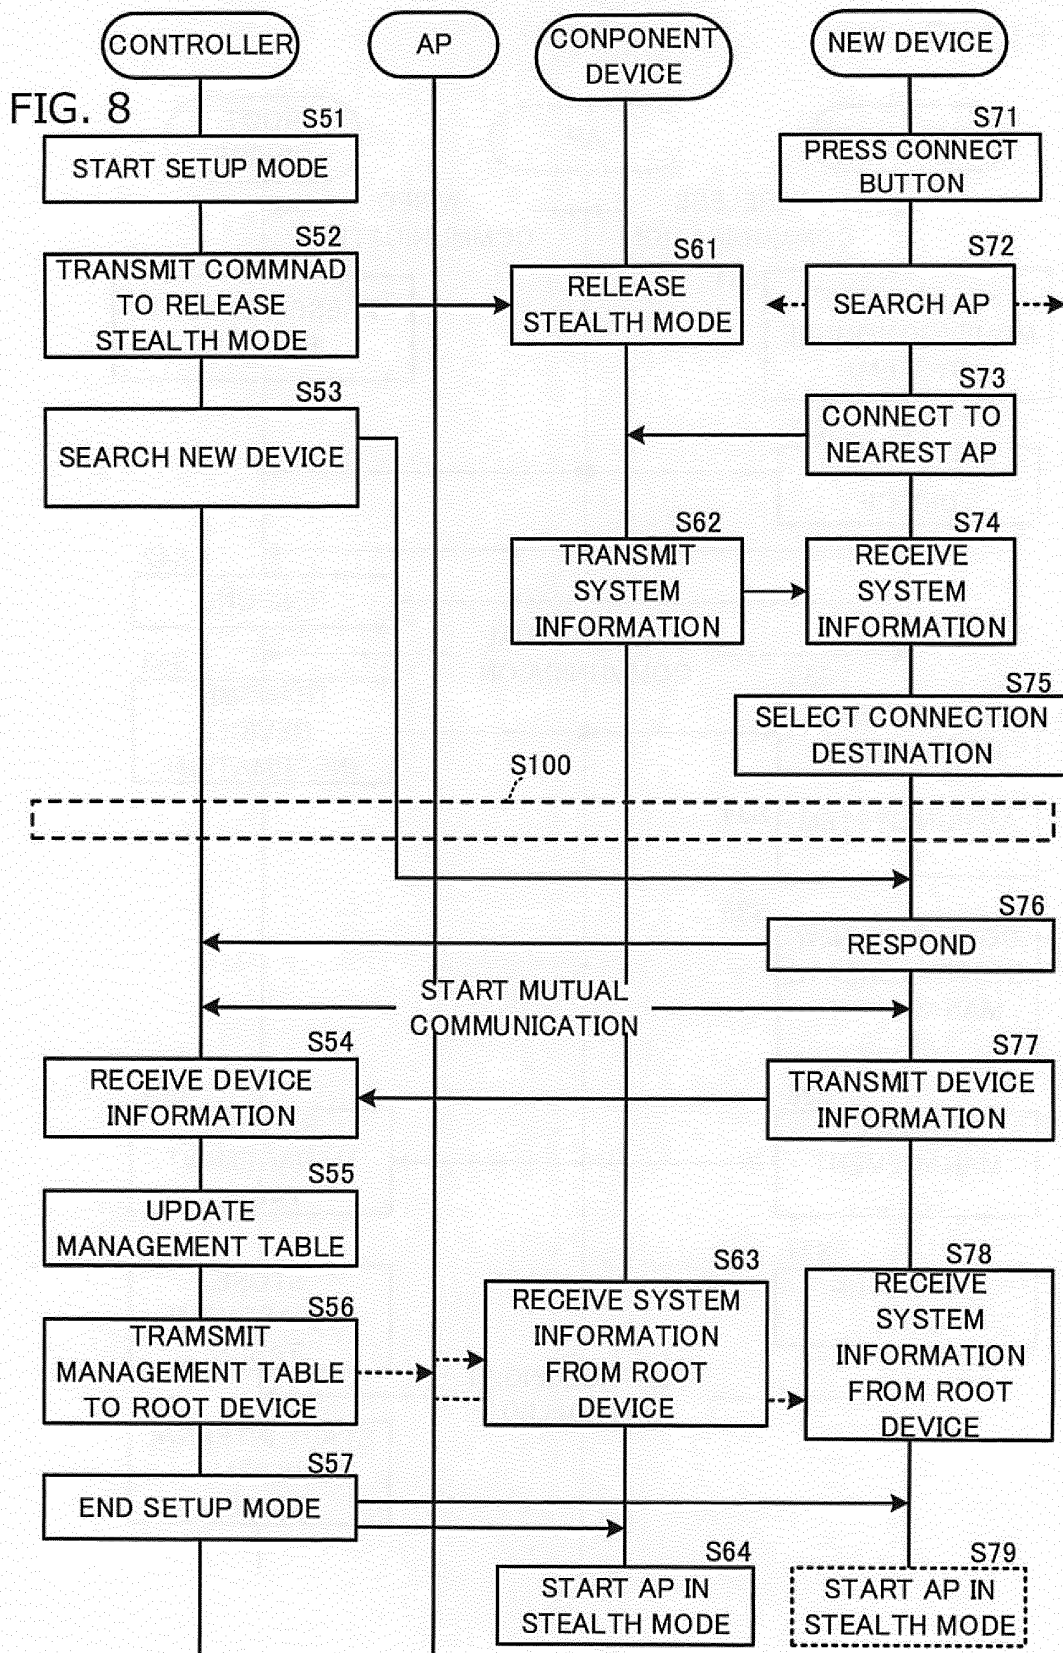 CONTROLLER
AP
CONPONENT
DEVICE
NEW DEVICE
FIG. 8
S51
START SETUP MODE
S71
PRESS CONNECT
BUTTON
S52
TRANSMIT COMMNAD
TO RELEASE
STEALTH MODE
S61
RELEASE
STEALTH MODE
S72
SEARCH AP
S53
SEARCH NEW DEVICE
S73
CONNECT TO
NEAREST AP
S62
TRANSMIT
SYSTEM
INFORMATION
S74
RECEIVE
SYSTEM
INFORMATION
S75
SELECT CONNECTION
DESTINATION
S100
S76
RESPOND
START MUTUAL
COMMUNICATION
S54
RECEIVE DEVICE
INFORMATION
S77
TRANSMIT DEVICE
INFORMATION
S55
UPDATE
MANAGEMENT TABLE
S63
RECEIVE SYSTEM
INFORMATION
FROM ROOT
DEVICE
S78
RECEIVE
SYSTEM
INFORMATION
FROM ROOT
DEVICE
S56
TRAMSMIT
MANAGEMENT TABLE
TO ROOT DEVICE
S57
END SETUP MODE
S64
START AP IN
STEALTH MODE
S79
START AP IN
STEALTH MODE